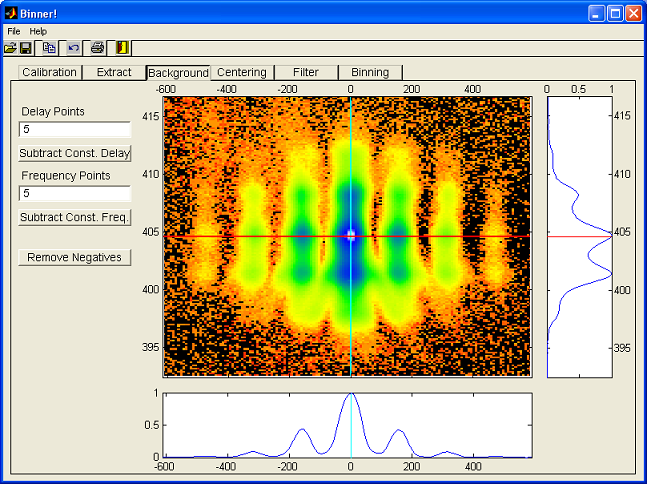 Binner!
File Help
Calibration Extract Background Centering Filter Binning
-600 -400 -200 0 200 400 0 0.5 1
Delay Points
5
Subtract Const. Delay
Frequency Points
5
Subtract Const. Freq.
Remove Negatives
415 415
410 410
405 405
400 400
395 395
1
0.5
0
-600 -400 -200 0 200 400